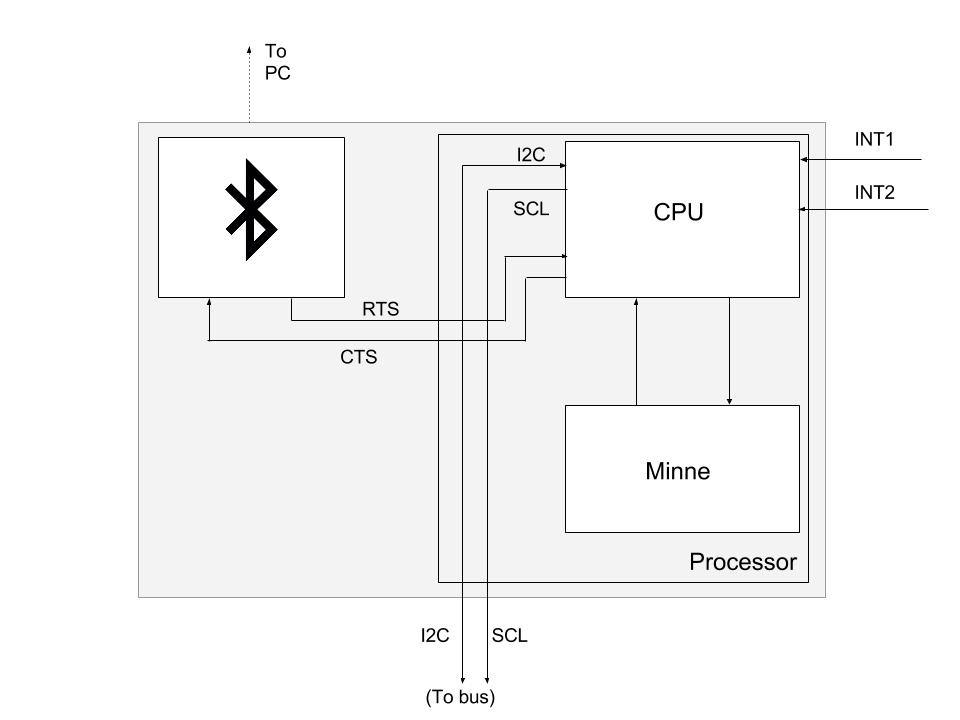 To
PC
INT1
I2C
INT2
SCL
CPU
RTS
CTS
Minne
Processor
I2C
SCL
(To bus)